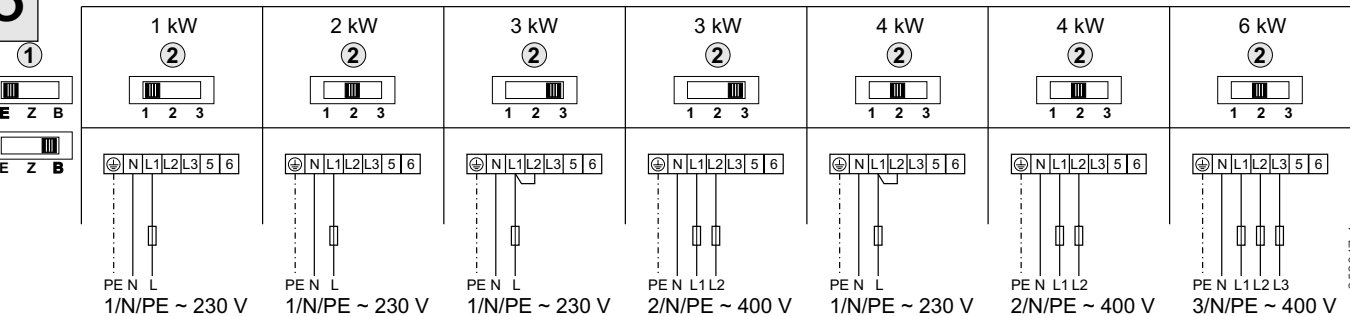 1 kW 2 kW 3 kW 3 kW 4 kW 4 kW 6 kW
1 2 2 2 2 2 2 2
E Z B 1 2 3 1 2 3 1 2 3 1 2 3 1 2 3 1 2 3 1 2 3
E Z B N L1 L2 L3 5 6 N L1 L2 L3 5 6 N L1 L2 L3 5 6 N L1 L2 L3 5 6 N L1 L2 L3 5 6 N L1 L2 L3 5 6 N L1 L2 L3 5 6
PE N L PE N L PE N L PE N L1 L2 PE N L PE N L1 L2 PE N L1 L2 L3
1/N/PE ~ 230 V 1/N/PE ~ 230 V 1/N/PE ~ 230 V 2/N/PE ~ 400 V 1/N/PE ~ 230 V 2/N/PE ~ 400 V 3/N/PE ~ 400 V